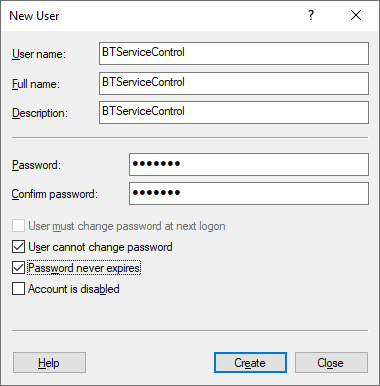 New User
User name: BTServiceControl
Full name: BTServiceControl
Description: BTServiceControl
Password: •••••••
Confirm password: •••••••
User must change password at next logon
User cannot change password
Password never expires
Account is disabled
Help Create Close